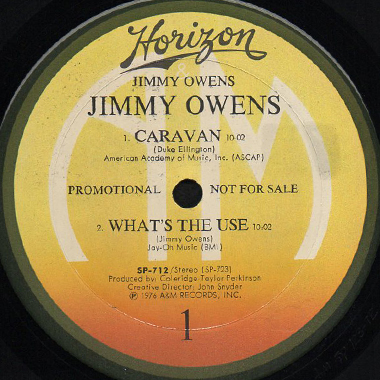 Horizon
JIMMY OWENS
JIMMY OWENS
1. CARAVAN 10-02
(Duke Ellington)
American Academy of Music, Inc. (ASCAP)
PROMOTIONAL NOT FOR SALE
2. WHAT'S THE USE 10-02
(Jimmy Owens)
Jay-Oh Music (BMI)
SP-712/Stereo (SP-723)
Produced by: Coleridge-Taylor Perkinson
Creative Director: John Snyder
℗ 1976 A&M RECORDS, INC.
1